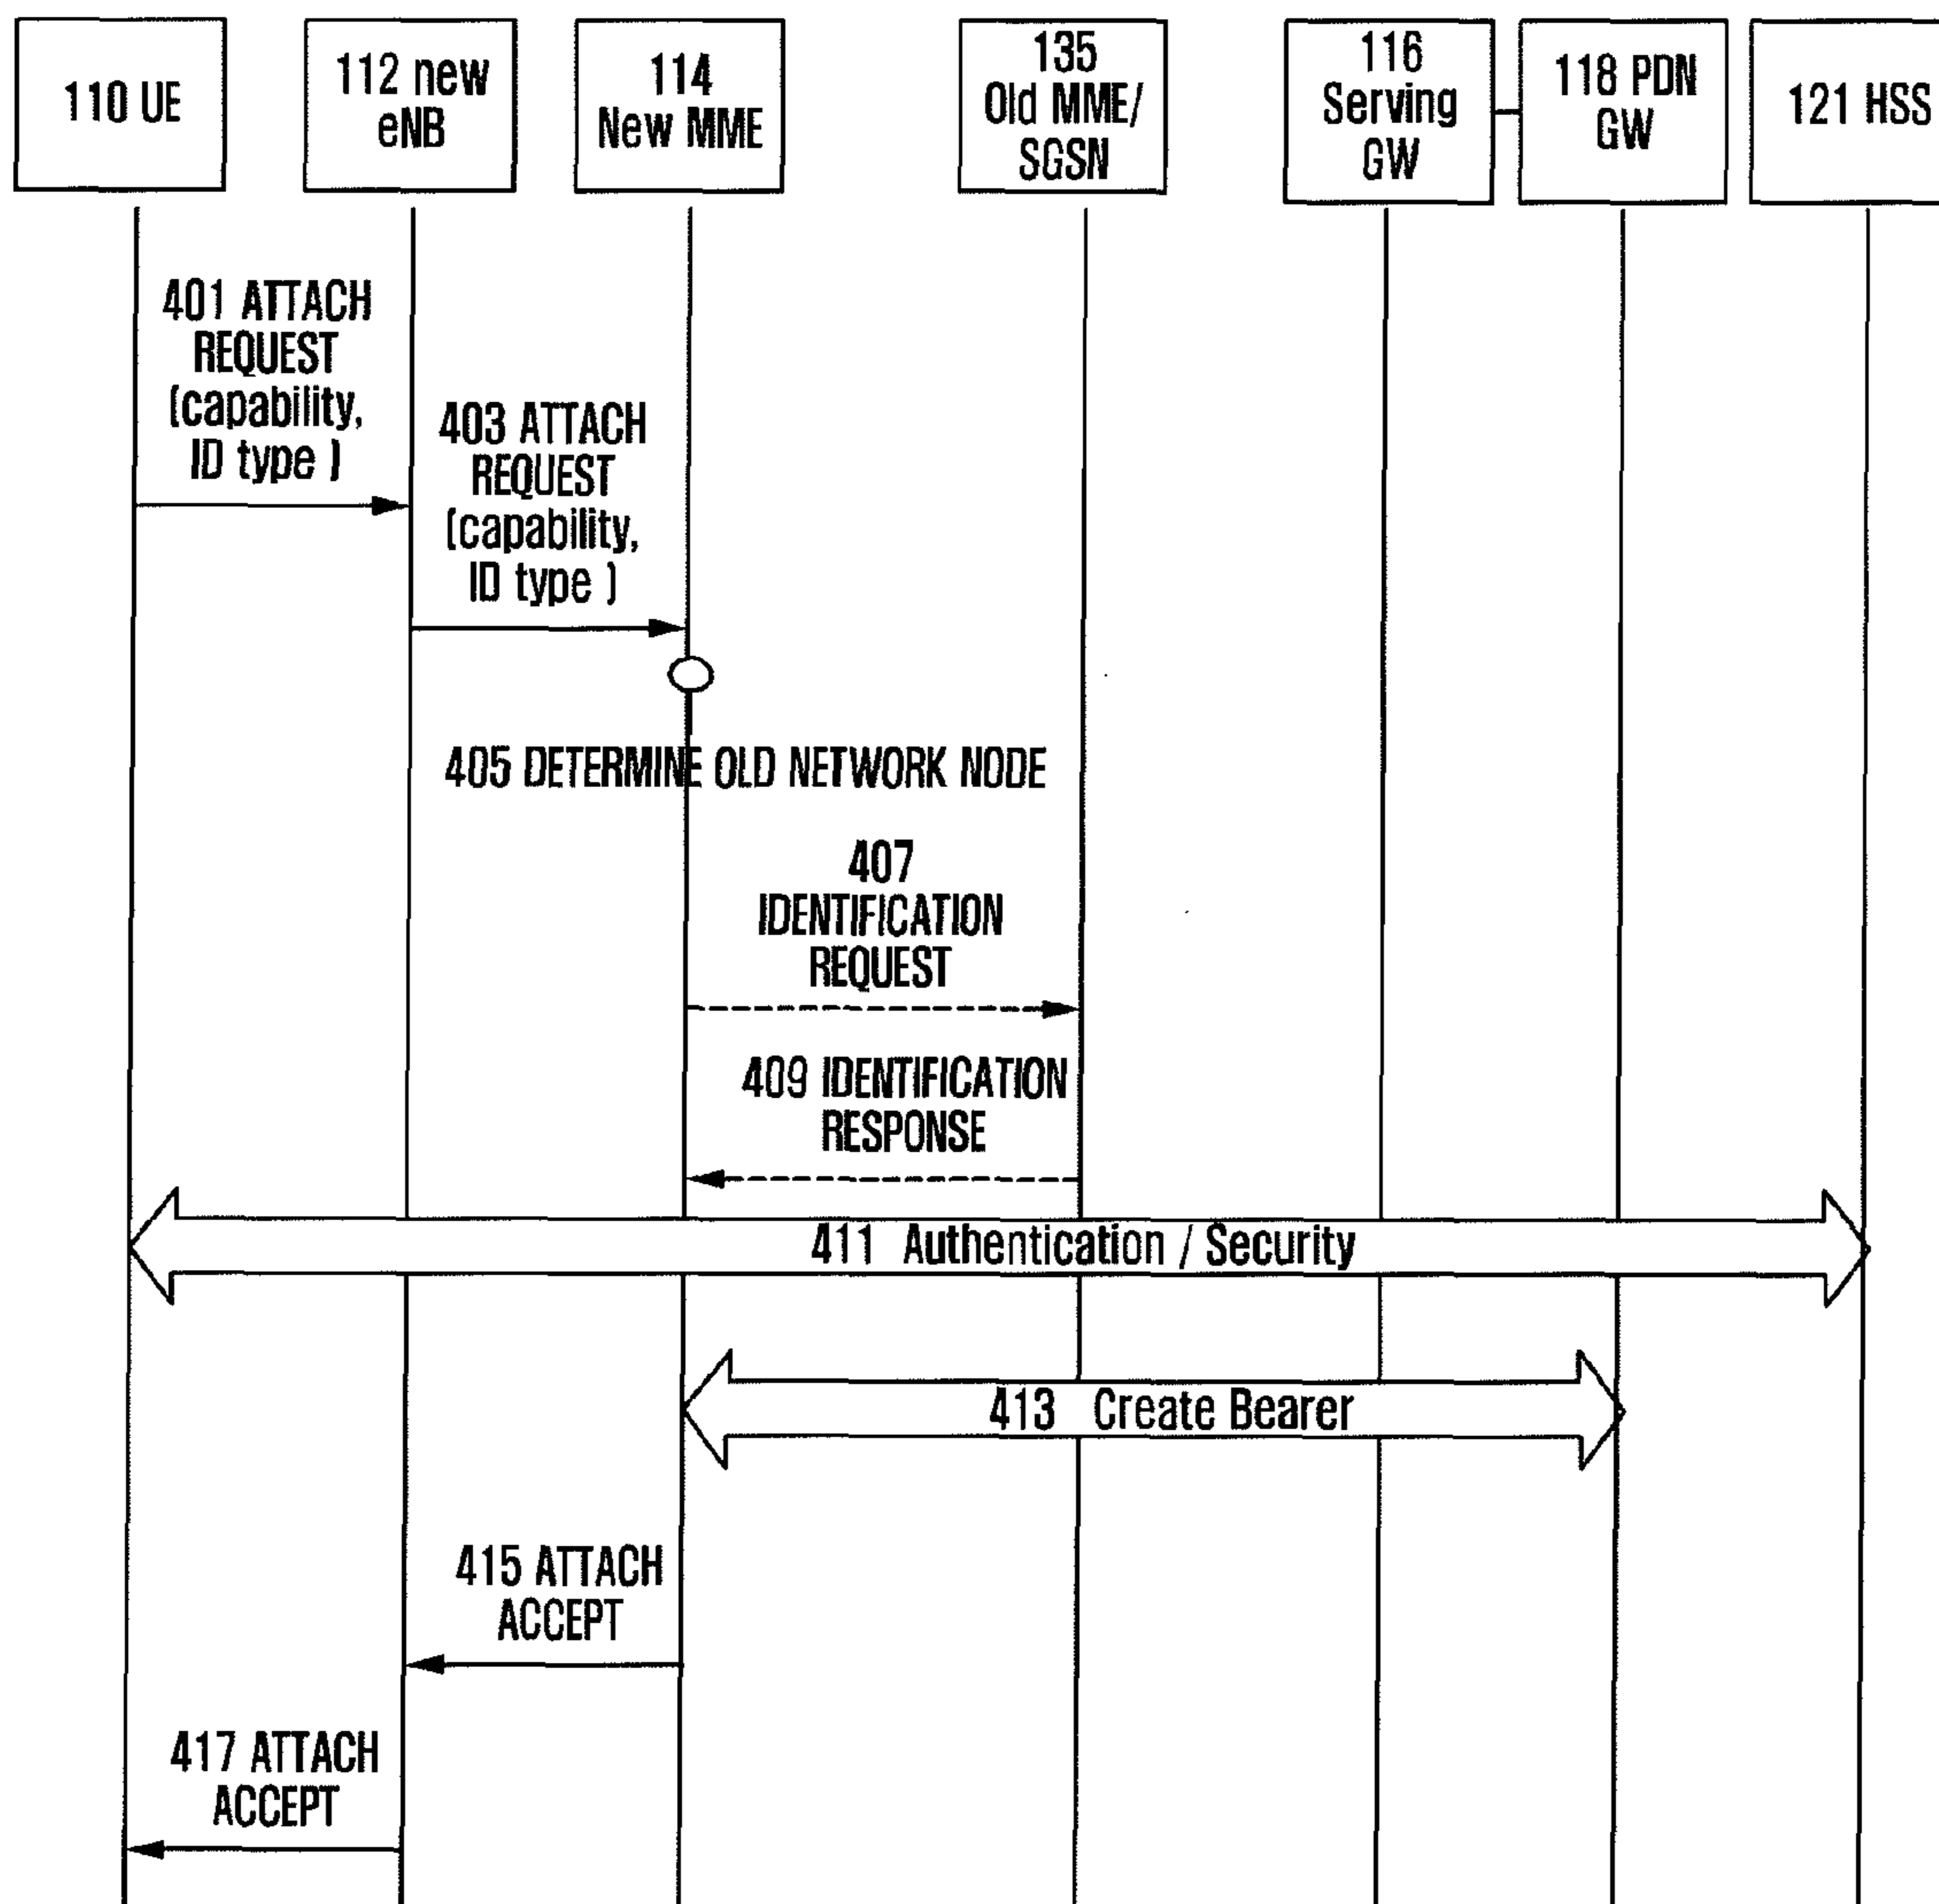 110 UE
112 new
eNB
114
New MME
135
Old MME/
SGSN
116
Serving
GW
118 PDN
GW
121 HSS
401 ATTACH
REQUEST
(capability,
ID type )
403 ATTACH
REQUEST
(capability,
ID type )
405 DETERMINE OLD NETWORK NODE
407
IDENTIFICATION
REQUEST
409 IDENTIFICATION
RESPONSE
411 Authentication / Security
413 Create Bearer
415 ATTACH
ACCEPT
417 ATTACH
ACCEPT